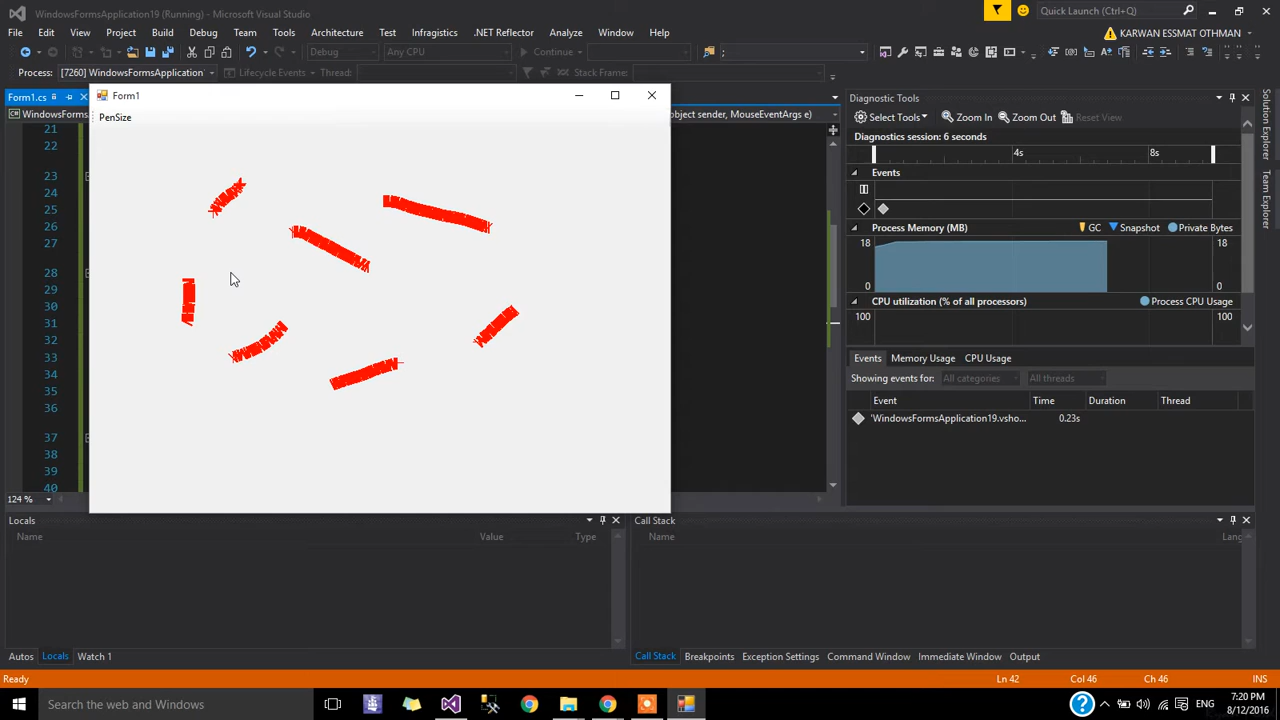 WindowsFormsApplication19 (Running) - Microsoft Visual Studio
Quick Launch (Ctrl+Q)
File Edit View Project Build Debug Team Tools Architecture Test Infragistics .NET Reflector Analyze Window Help
KARWAN ESSMAT OTHMAN
Debug Any CPU Continue ;
Process: [7260] WindowsFormsApplication Lifecycle Events Thread: Stack Frame:
Form1.cs
WindowsForms
Form1
PenSize
object sender, MouseEventArgs e)
21
22
23
24
25
26
27
28
29
30
31
32
33
34
35
36
37
38
39
40
124 %
Diagnostic Tools
Select Tools Zoom In Zoom Out Reset View
Diagnostics session: 6 seconds
4s 8s
Events
Process Memory (MB) GC Snapshot Private Bytes
18 18
0 0
CPU utilization (% of all processors) Process CPU Usage
100 100
Events Memory Usage CPU Usage
Showing events for: All categories All threads
Event Time Duration Thread
'WindowsFormsApplication19.vsho... 0.23s
Solution Explorer
Team Explorer
Locals
Name Value Type
Call Stack
Name Lang
Autos Locals Watch 1
Call Stack Breakpoints Exception Settings Command Window Immediate Window Output
Ready Ln 42 Col 46 Ch 46 INS
Search the web and Windows
ENG
7:20 PM
8/12/2016